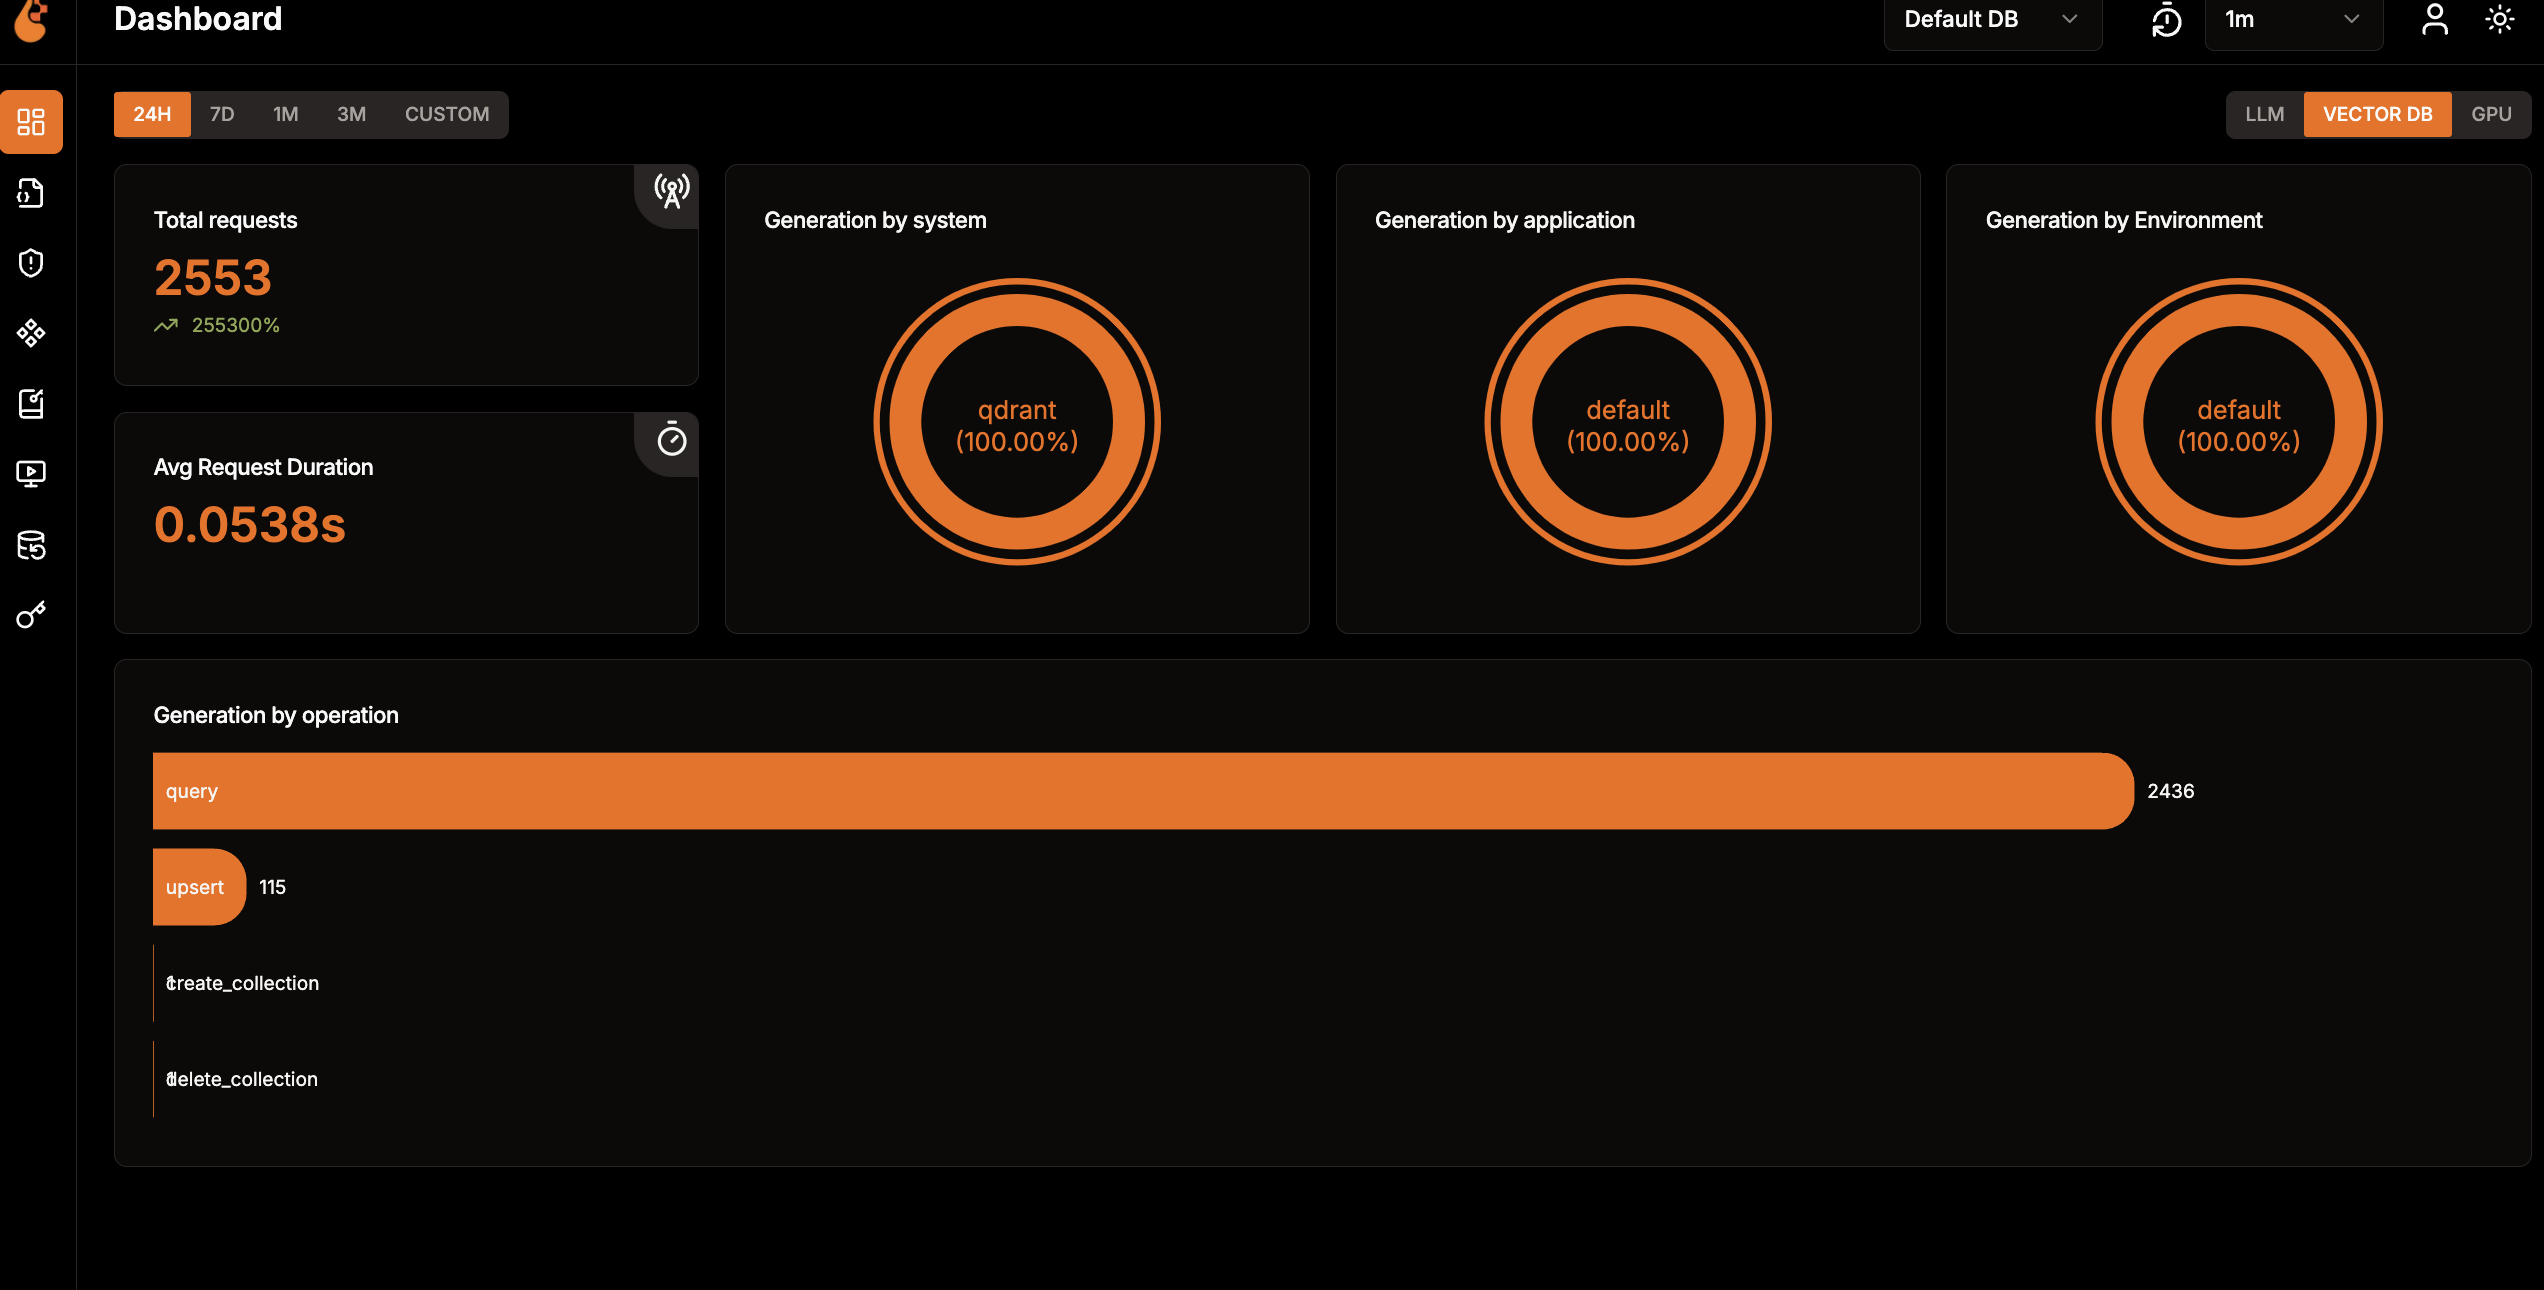 Dashboard
Default DB
1m
24H 7D 1M 3M CUSTOM
LLM VECTOR DB GPU
Total requests
2553
255300%
Avg Request Duration
0.0538s
Generation by system
qdrant
(100.00%)
Generation by application
default
(100.00%)
Generation by Environment
default
(100.00%)
Generation by operation
query 2436
upsert 115
create_collection 1
delete_collection 1